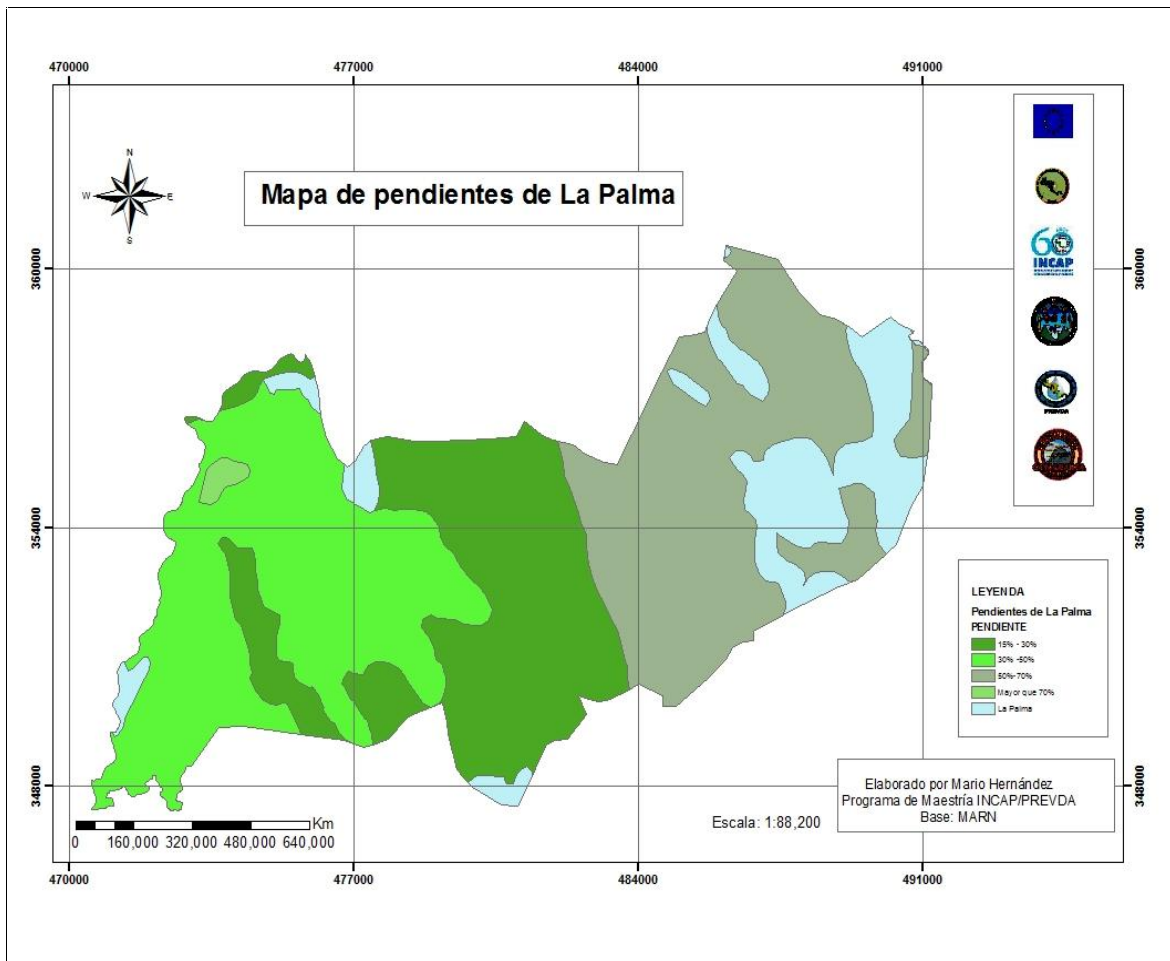 470000
477000
484000
491000
N
W
E
S
Mapa de pendientes de La Palma
360000
360000
60
INCAP
PREVDA
354000
354000
LEYENDA
Pendientes de La Palma
PENDIENTE
15% - 30%
30% -50%
50%-70%
Mayor que 70%
La Palma
348000
348000
Elaborado por Mario Hernández
Programa de Maestría INCAP/PREVDA
Base: MARN
Escala: 1:88,200
Km
0 160,000 320,000 480,000 640,000
470000
477000
484000
491000